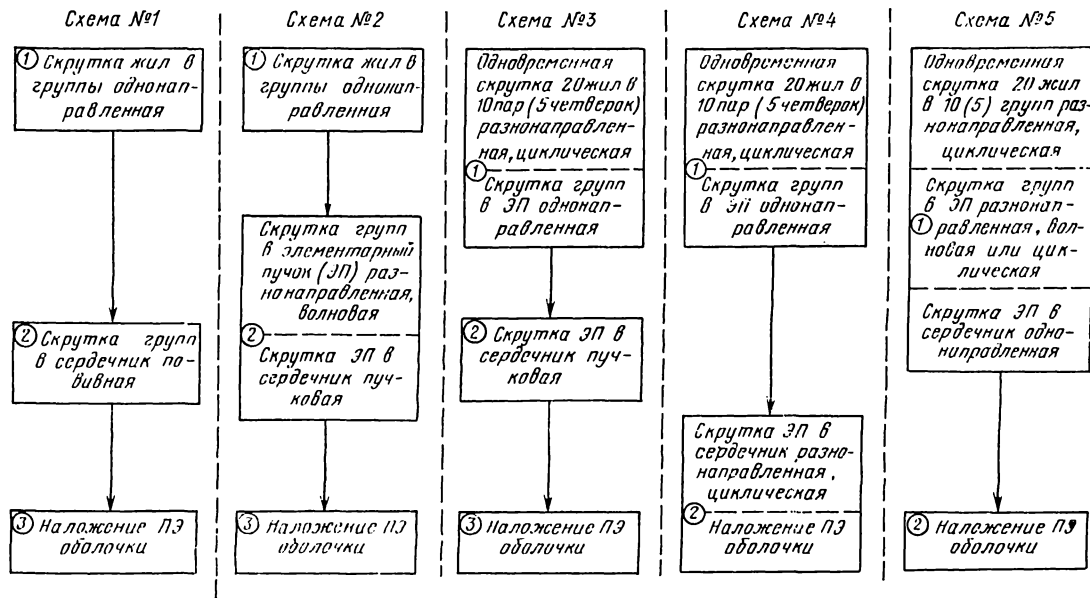 Схема №1
① Скрутка жил в
группы однонап-
равленная
② Скрутка групп
в сердечник по-
вивная
③ Наложение ПЭ
оболочки
Схема №2
① Скрутка жил в
группы однонап-
равленния
Скрутка групп
в элементарный
пучок (ЭП) раз-
нонаправленная,
волновая
② Скрутка ЭП в
сердечник пуч-
ковая
③ Наложение ПЭ
оболочки
Схема №3
Одновременная
скрутка 20 жил в
10 пар (5 четверок)
разнонаправлен-
ная, циклическая
① Скрутка групп
в ЭП однонап-
равленная
② Скрутка ЭП в
сердечник пуч-
ковая
③ Наложение ПЭ
оболочки
Схема №4
Одновременная
скрутка 20 жил в
10 пар (5 четверок)
разнонаправлен-
ная, циклическая
① Скрутка групп
в ЭП однонап-
равленная
Скрутка ЭП в
сердечник разно-
направленная,
циклическая
② Наложение ПЭ
оболочки
Схема №5
Одновременная
скрутка 20 жил
в 10 (5) групп раз-
нонаправленная,
циклическая
Скрутка групп
в ЭП разнонап-
① равленная, вол-
новая или цик-
лическая
Скрутка ЭП в
сердечник одно-
направленная
② Наложение ПЭ
оболочки